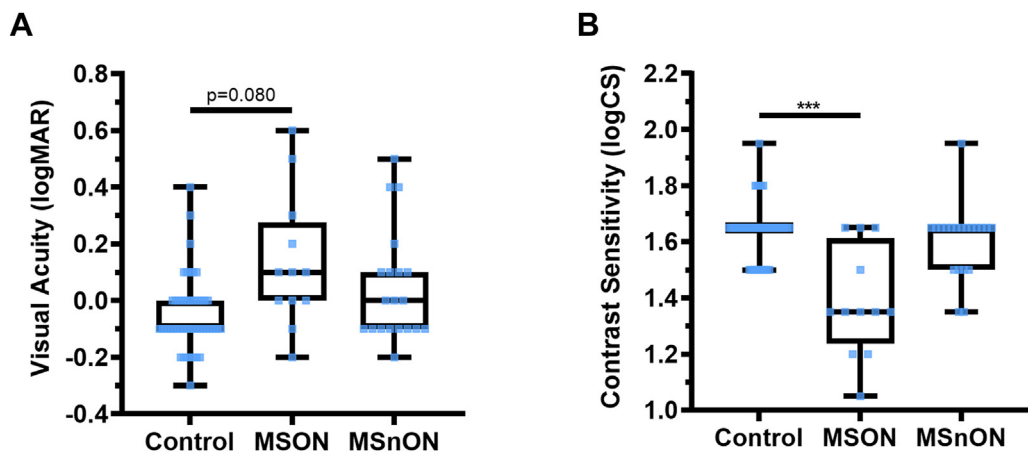 A
Visual Acuity (logMAR)
0.8
0.6
0.4
0.2
0.0
-0.2
-0.4
p=0.080
Control MSON MSnON
B
Contrast Sensitivity (logCS)
2.2
2.0
1.8
1.6
1.4
1.2
1.0
***
Control MSON MSnON